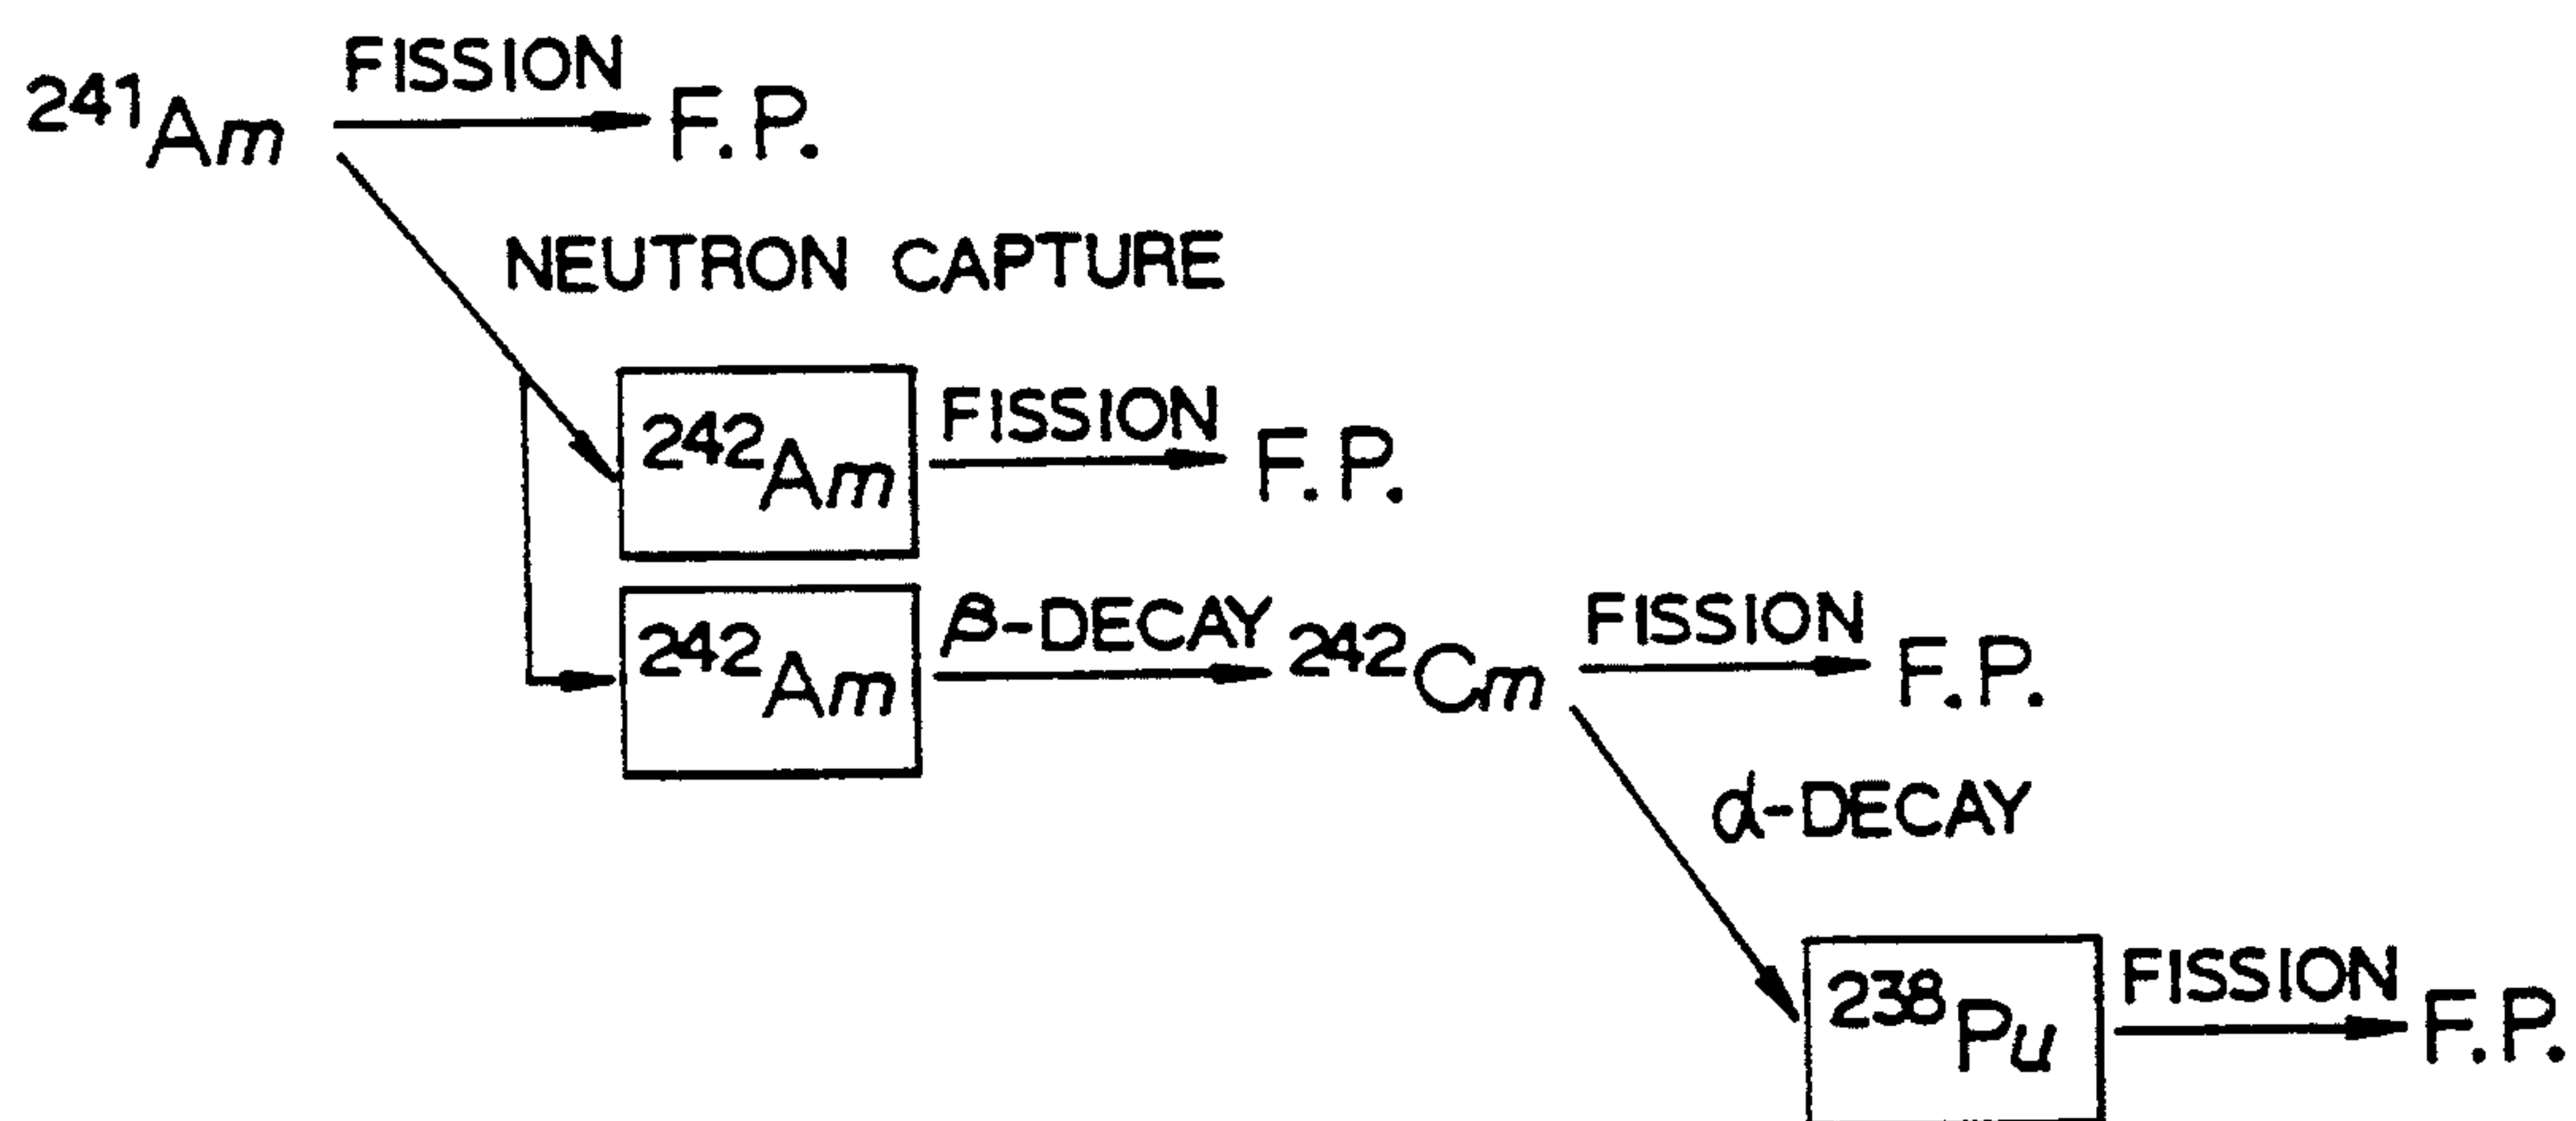 FISSION
²⁴¹Am F.P.
NEUTRON CAPTURE
²⁴²Am FISSION F.P.
²⁴²Am β-DECAY ²⁴²Cm FISSION F.P.
α-DECAY
²³⁸Pu FISSION F.P.